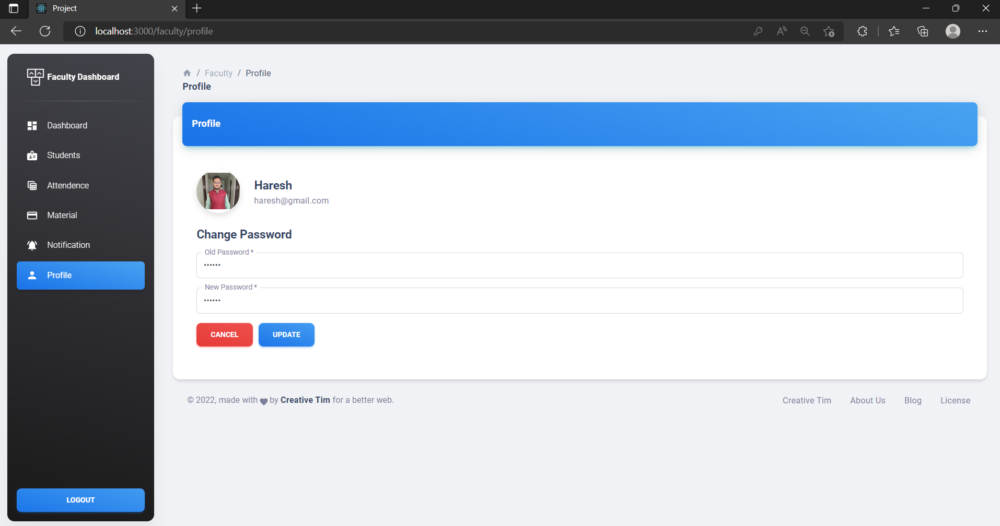 Project
localhost:3000/faculty/profile
Faculty Dashboard
Dashboard
Students
Attendence
Material
Notification
Profile
LOGOUT
/ Faculty / Profile
Profile
Profile
Haresh
haresh@gmail.com
Change Password
Old Password *
••••••
New Password *
••••••
CANCEL UPDATE
© 2022, made with by Creative Tim for a better web.
Creative Tim About Us Blog License